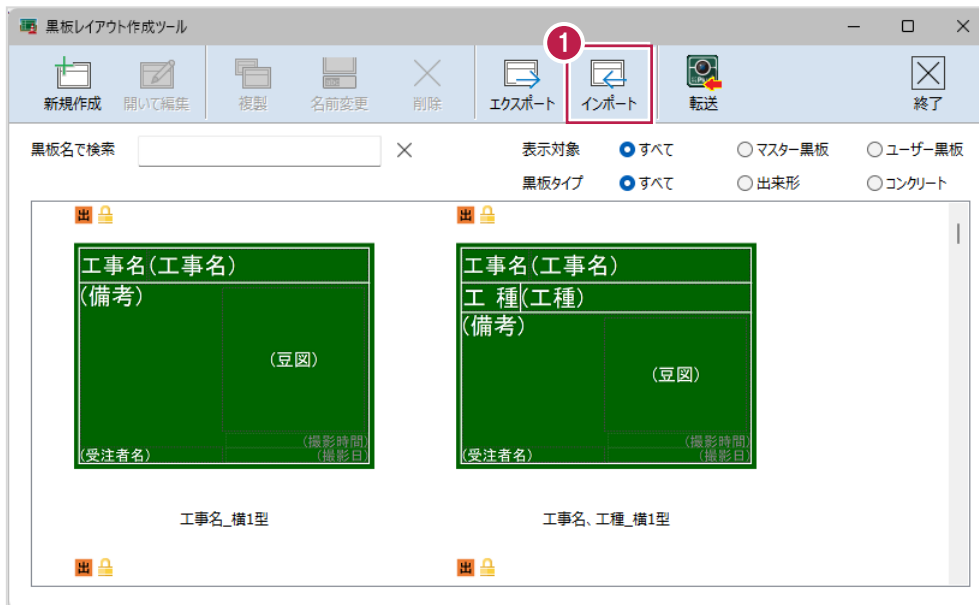 黒板レイアウト作成ツール
1
新規作成 開いて編集 複製 名前変更 削除 エクスポート インポート 転送 終了
黒板名で検索 表示対象 すべて マスター黒板 ユーザー黒板
黒板タイプ すべて 出来形 コンクリート
出 出
工事名(工事名)
(備考)
(豆図)
(撮影時間)
(受注者名) (撮影日)
工事名_横1型
工事名(工事名)
工 種(工種)
(備考)
(豆図)
(撮影時間)
(受注者名) (撮影日)
工事名、工種_横1型
出 出